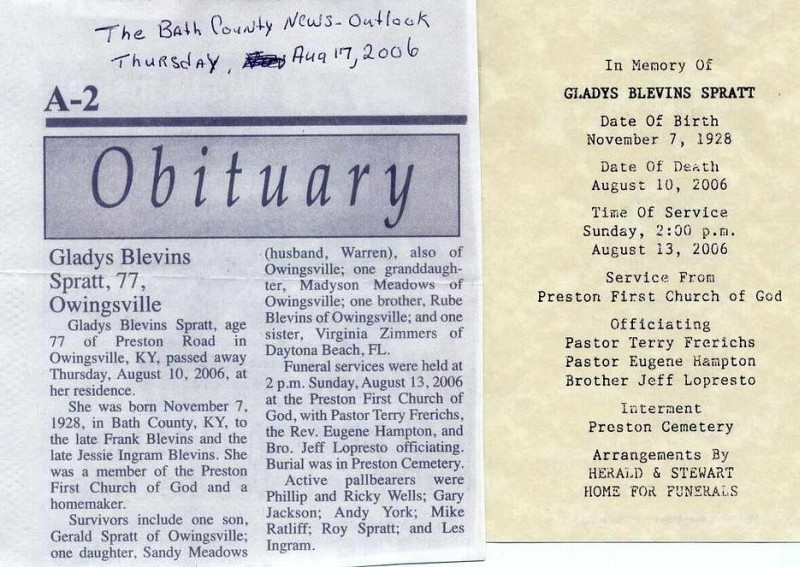 The Bath County News-Outlook
Thursday, Aug 17, 2006
A-2
Obituary
Gladys Blevins
Spratt, 77,
Owingsville
Gladys Blevins Spratt, age
77 of Preston Road in
Owingsville, KY, passed away
Thursday, August 10, 2006, at
her residence.
She was born November 7,
1928, in Bath County, KY, to
the late Frank Blevins and the
late Jessie Ingram Blevins. She
was a member of the Preston
First Church of God and a
homemaker.
Survivors include one son,
Gerald Spratt of Owingsville;
one daughter, Sandy Meadows
(husband, Warren), also of
Owingsville; one granddaugh-
ter, Madyson Meadows of
Owingsville; one brother, Rube
Blevins of Owingsville; and one
sister, Virginia Zimmers of
Daytona Beach, FL.
Funeral services were held at
2 p.m. Sunday, August 13, 2006
at the Preston First Church of
God, with Pastor Terry Frerichs,
the Rev. Eugene Hampton, and
Bro. Jeff Lopresto officiating.
Burial was in Preston Cemetery.
Active pallbearers were
Phillip and Ricky Wells; Gary
Jackson; Andy York; Mike
Ratliff; Roy Spratt; and Les
Ingram.
In Memory Of
GLADYS BLEVINS SPRATT
Date Of Birth
November 7, 1928
Date Of Death
August 10, 2006
Time Of Service
Sunday, 2:00 p.m.
August 13, 2006
Service From
Preston First Church of God
Officiating
Pastor Terry Frerichs
Pastor Eugene Hampton
Brother Jeff Lopresto
Interment
Preston Cemetery
Arrangements By
HERALD & STEWART
HOME FOR FUNERALS